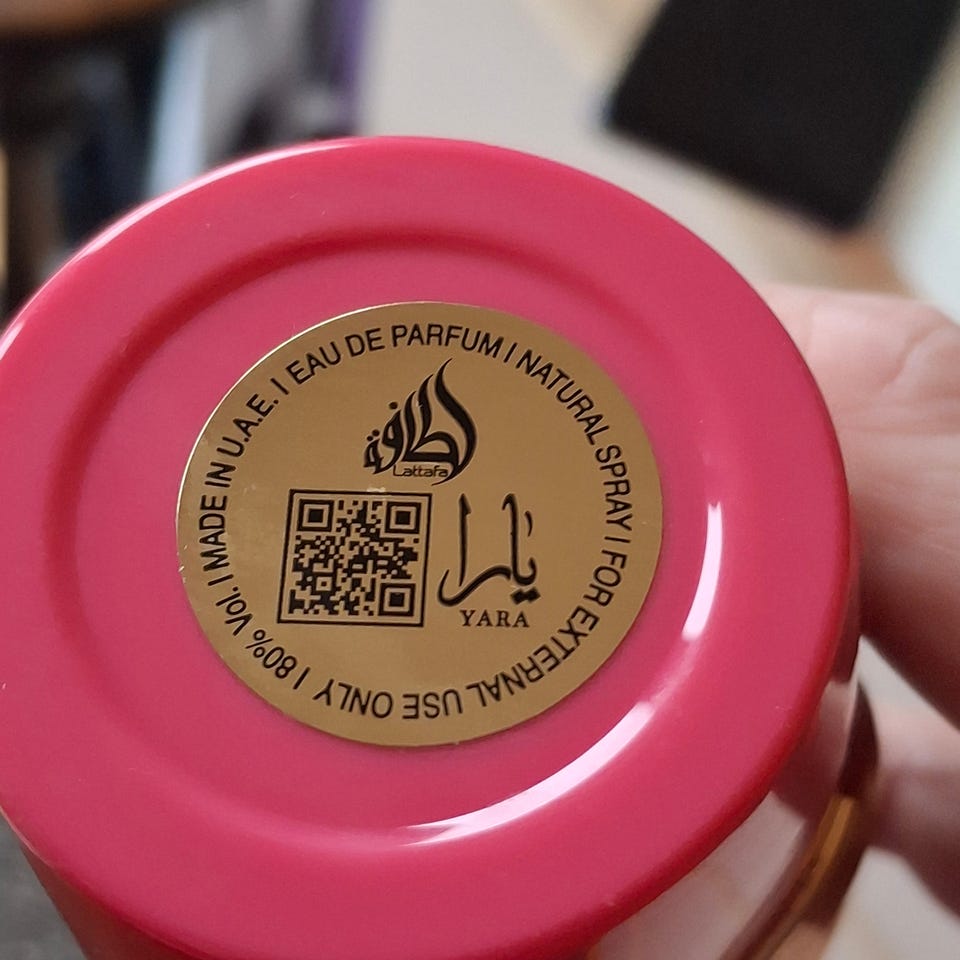 MADE IN U.A.E. | EAU DE PARFUM | NATURAL SPRAY | FOR EXTERNAL USE ONLY | 80% Vol. |
لطافة
Lattafa
يارا
YARA